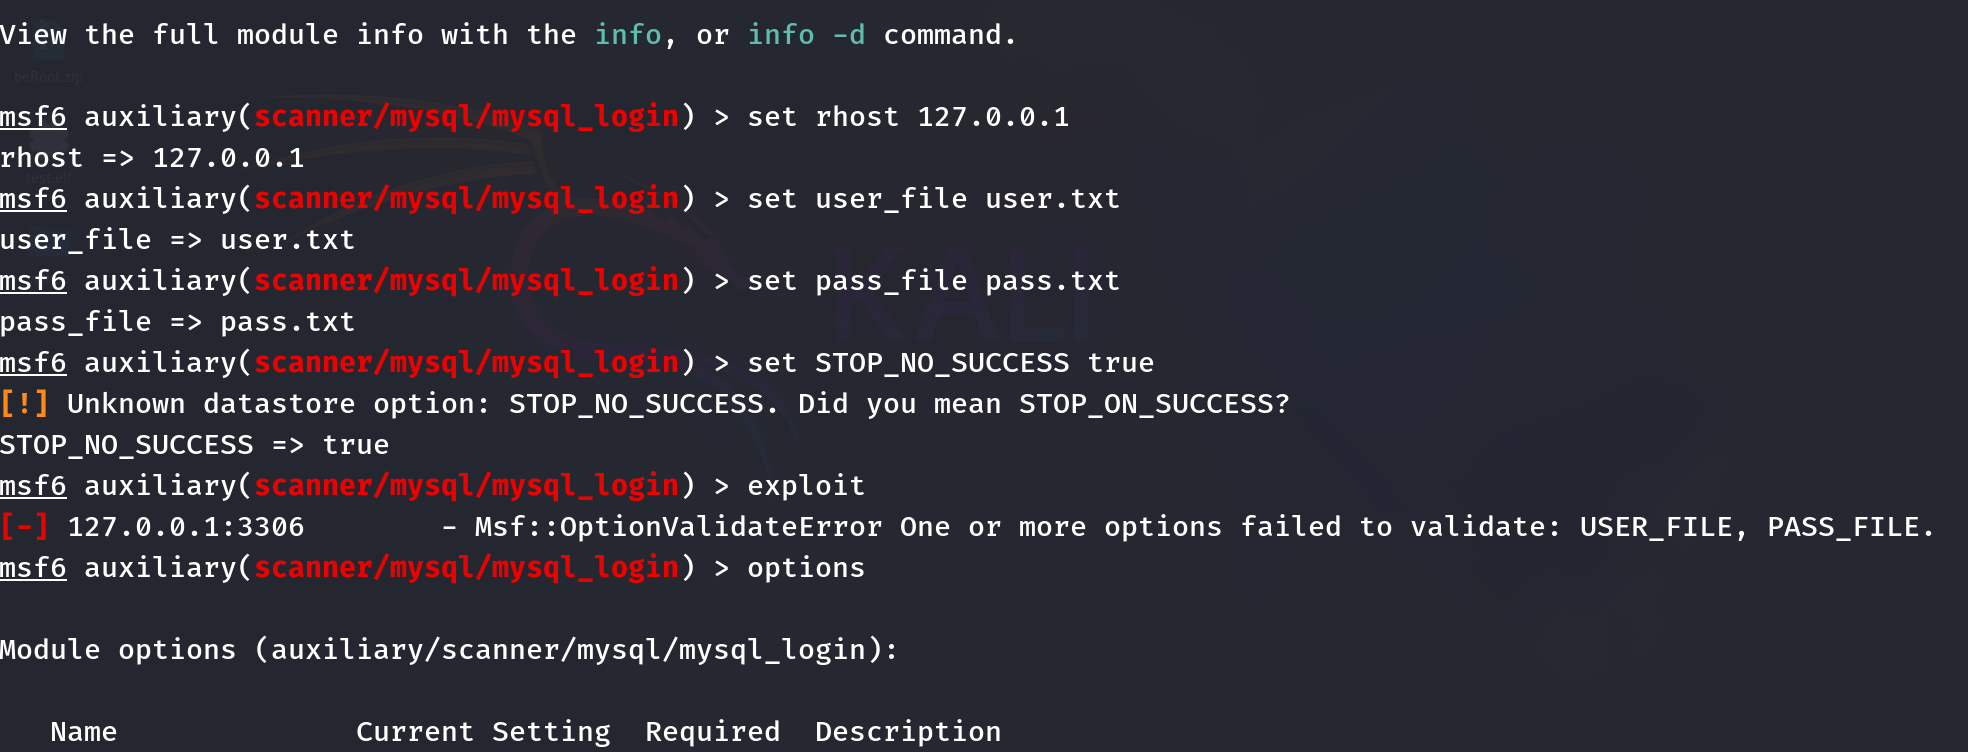 View the full module info with the info, or info -d command.
beRoot.zip
msf6 auxiliary(scanner/mysql/mysql_login) > set rhost 127.0.0.1
rhost => 127.0.0.1
test.elf
msf6 auxiliary(scanner/mysql/mysql_login) > set user_file user.txt
user_file => user.txt
KALI
msf6 auxiliary(scanner/mysql/mysql_login) > set pass_file pass.txt
pass_file => pass.txt
msf6 auxiliary(scanner/mysql/mysql_login) > set STOP_NO_SUCCESS true
[!] Unknown datastore option: STOP_NO_SUCCESS. Did you mean STOP_ON_SUCCESS?
STOP_NO_SUCCESS => true
msf6 auxiliary(scanner/mysql/mysql_login) > exploit
[-] 127.0.0.1:3306        - Msf::OptionValidateError One or more options failed to validate: USER_FILE, PASS_FILE.
msf6 auxiliary(scanner/mysql/mysql_login) > options
Module options (auxiliary/scanner/mysql/mysql_login):
Name              Current Setting  Required  Description